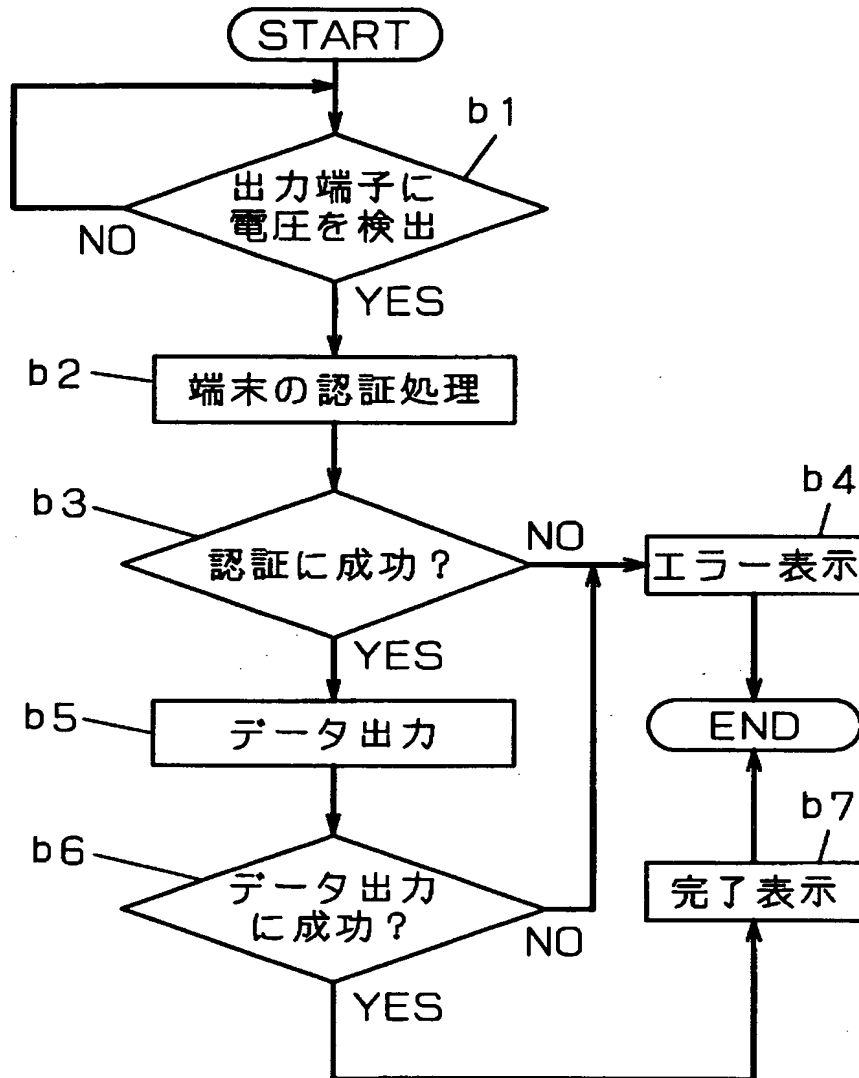 START
b1
出力端子に
電圧を検出
NO
YES
b2
端末の認証処理
b3
認証に成功?
NO
b4
エラー表示
YES
b5
データ出力
END
b6
データ出力
に成功?
NO
b7
完了表示
YES